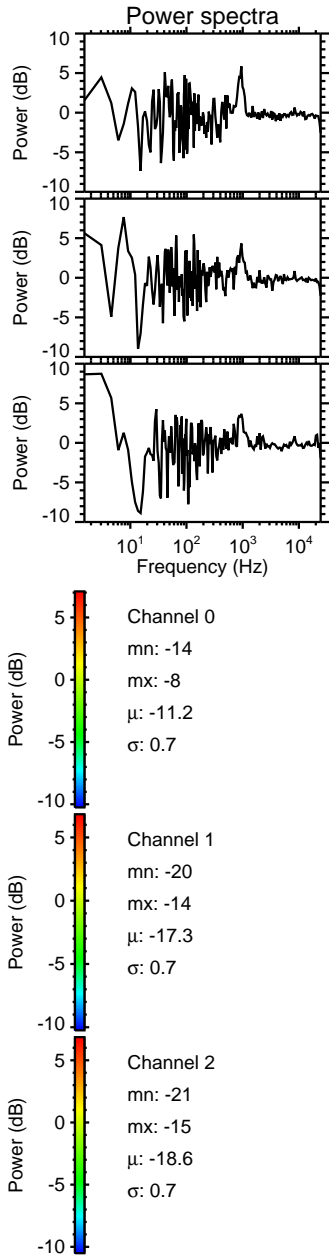 Power spectra
10
5
0
-5
-10
Power (dB)
10
5
0
-5
-10
Power (dB)
10
5
0
-5
-10
Power (dB)
10¹ 10² 10³ 10⁴
Frequency (Hz)
5
0
-5
-10
Power (dB)
Channel 0
mn: -14
mx: -8
μ: -11.2
σ: 0.7
5
0
-5
-10
Power (dB)
Channel 1
mn: -20
mx: -14
μ: -17.3
σ: 0.7
5
0
-5
-10
Power (dB)
Channel 2
mn: -21
mx: -15
μ: -18.6
σ: 0.7